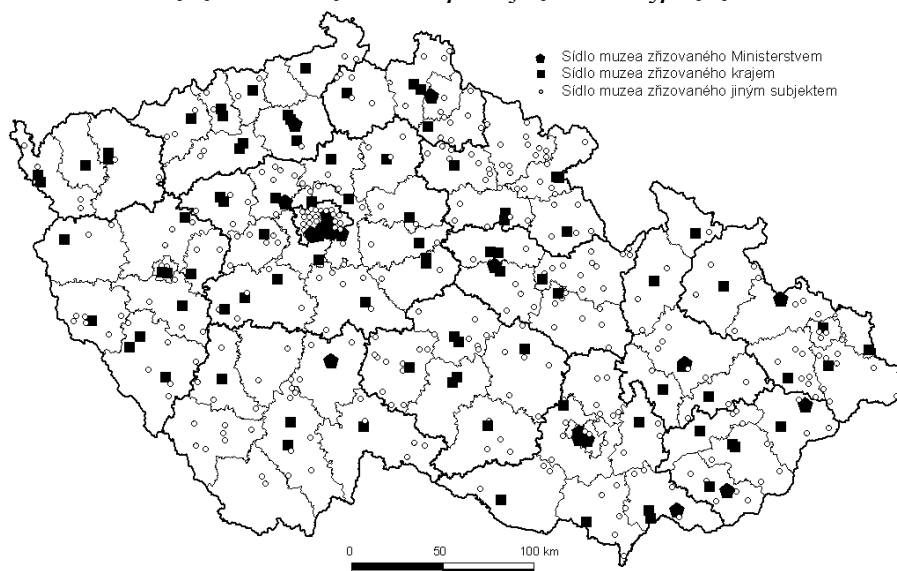 Sídlo muzea zřizovaného Ministerstvem
Sídlo muzea zřizovaného krajem
Sídlo muzea zřizovaného jiným subjektem
0 50 100 km